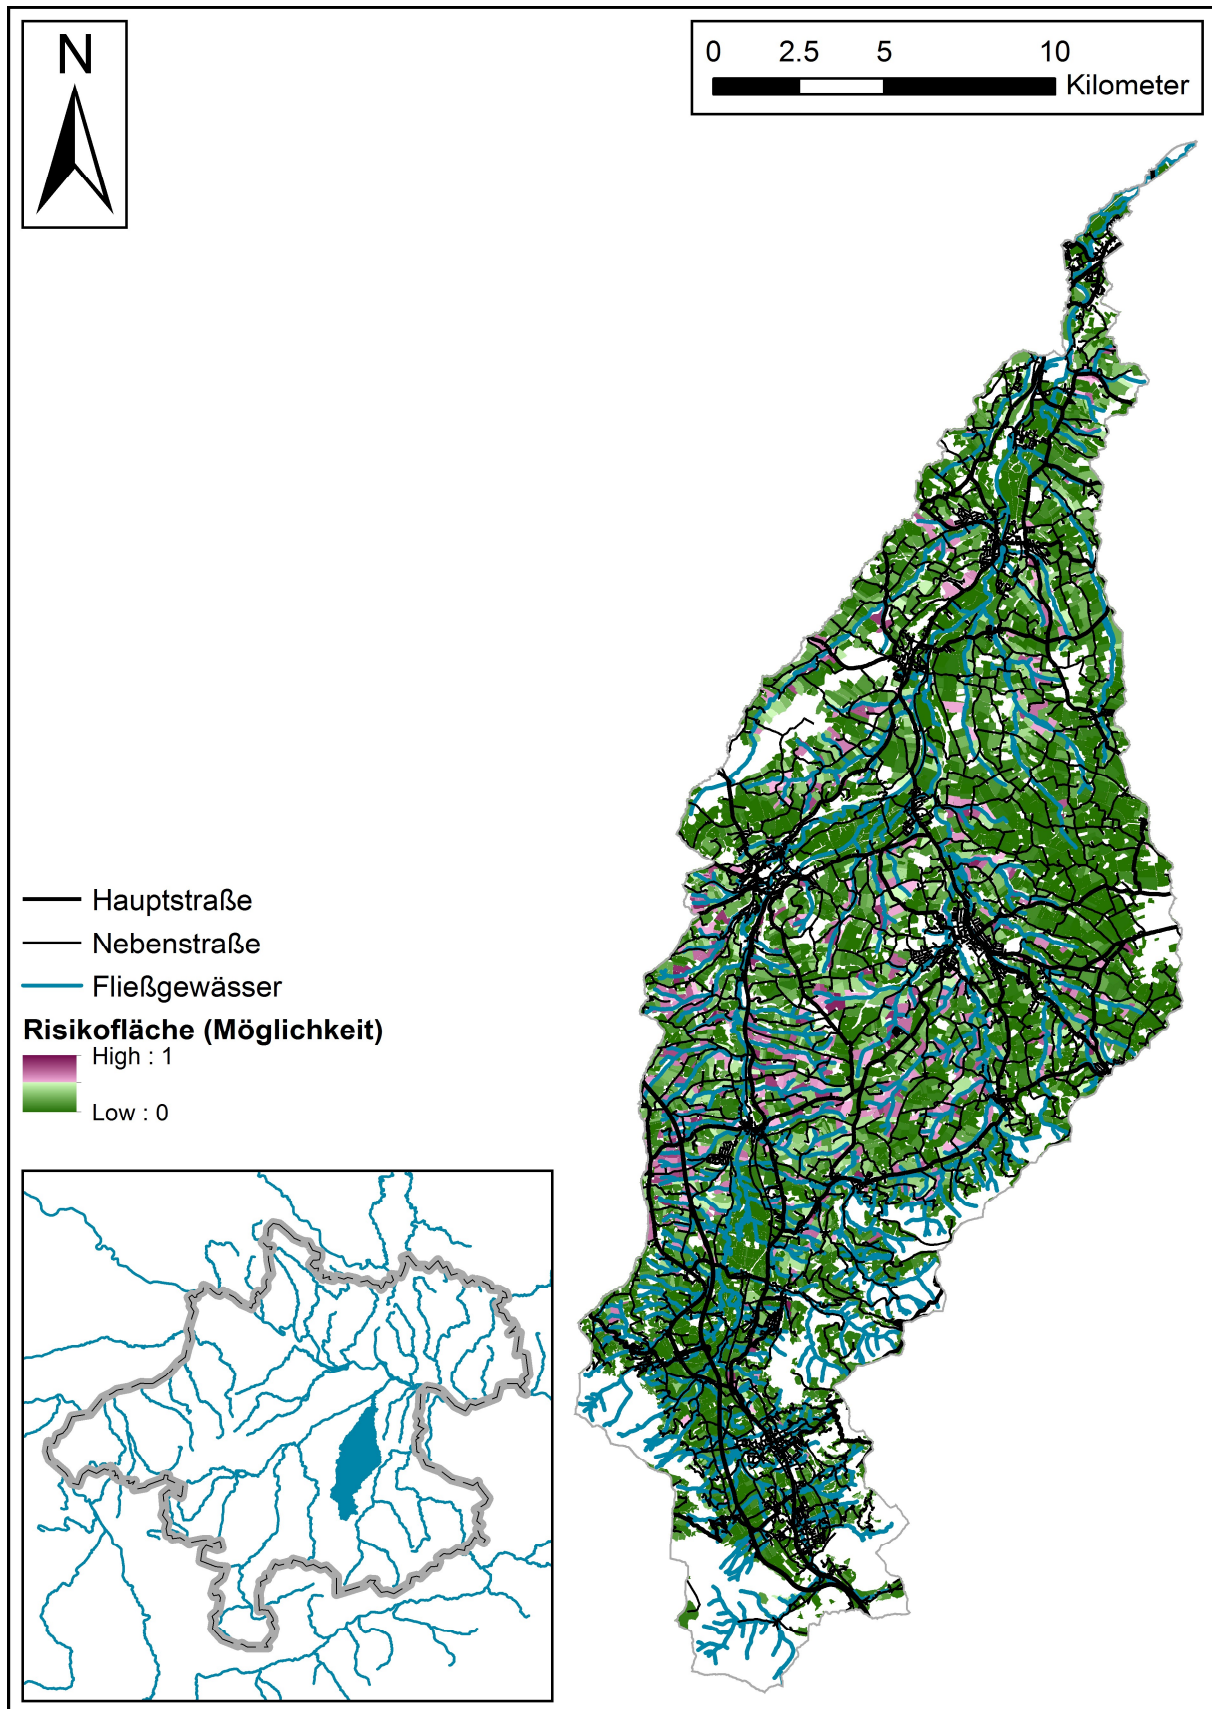 N
0 2.5 5 10
Kilometer
Hauptstraße
Nebenstraße
Fließgewässer
Risikofläche (Möglichkeit)
High : 1
Low : 0